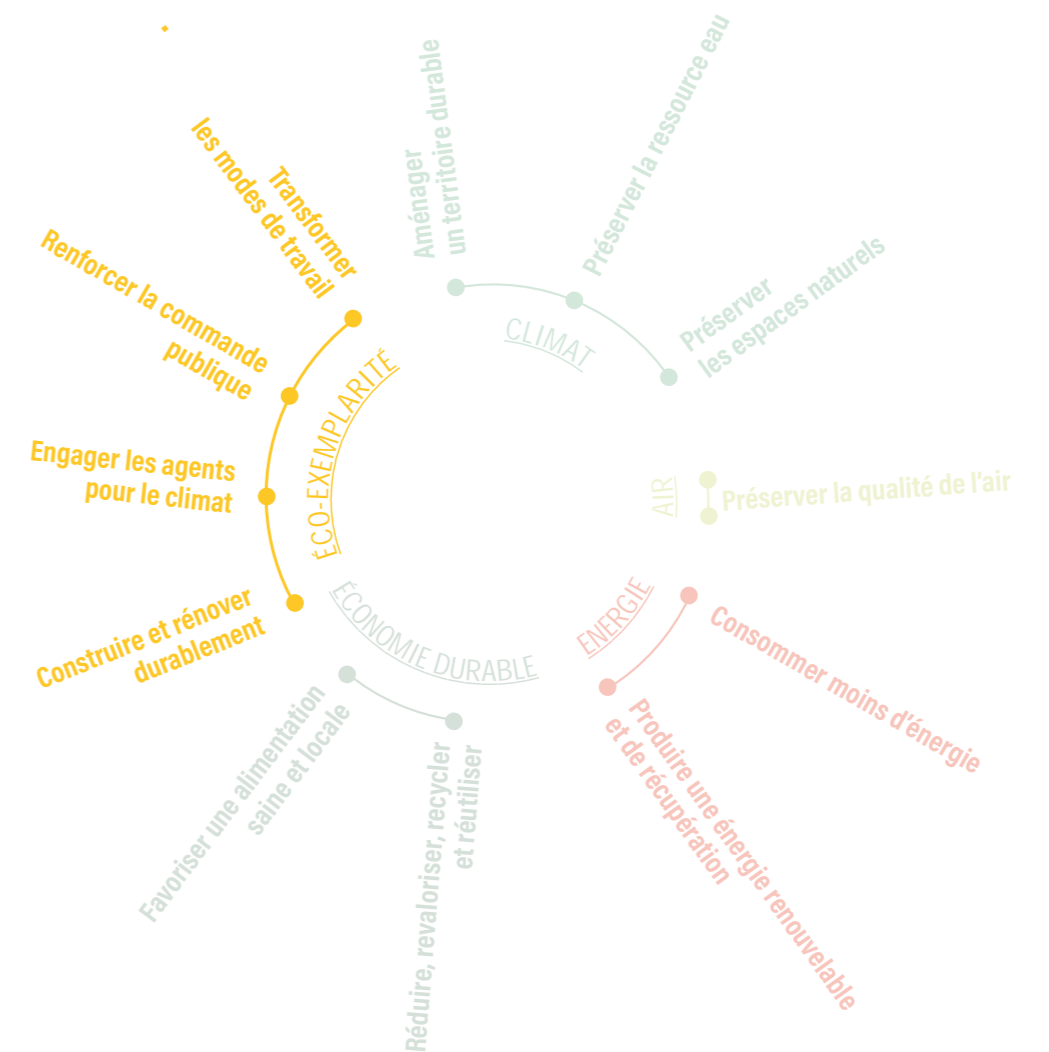 CLIMAT
Aménager
un territoire durable
Préserver la ressource eau
Préserver
les espaces naturels
AIR
Préserver la qualité de l'air
ENERGIE
Consommer moins d'énergie
Produire une énergie renouvelable
et de récupération
ÉCONOMIE DURABLE
Réduire, revaloriser, recycler
et réutiliser
Favoriser une alimentation
saine et locale
ÉCO-EXEMPLARITÉ
Construire et rénover
durablement
Engager les agents
pour le climat
Renforcer la commande
publique
Transformer
les modes de travail